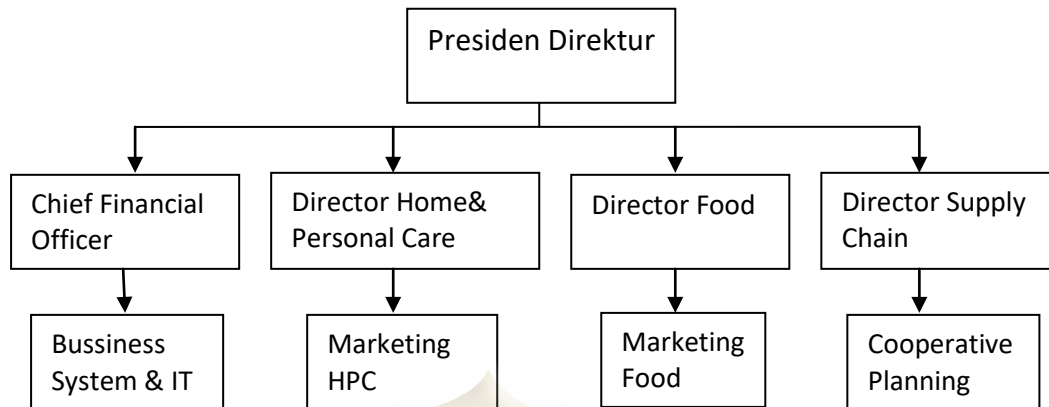 Presiden Direktur
Chief Financial
Officer
Director Home&
Personal Care
Director Food
Director Supply
Chain
Bussiness
System & IT
Marketing
HPC
Marketing
Food
Cooperative
Planning